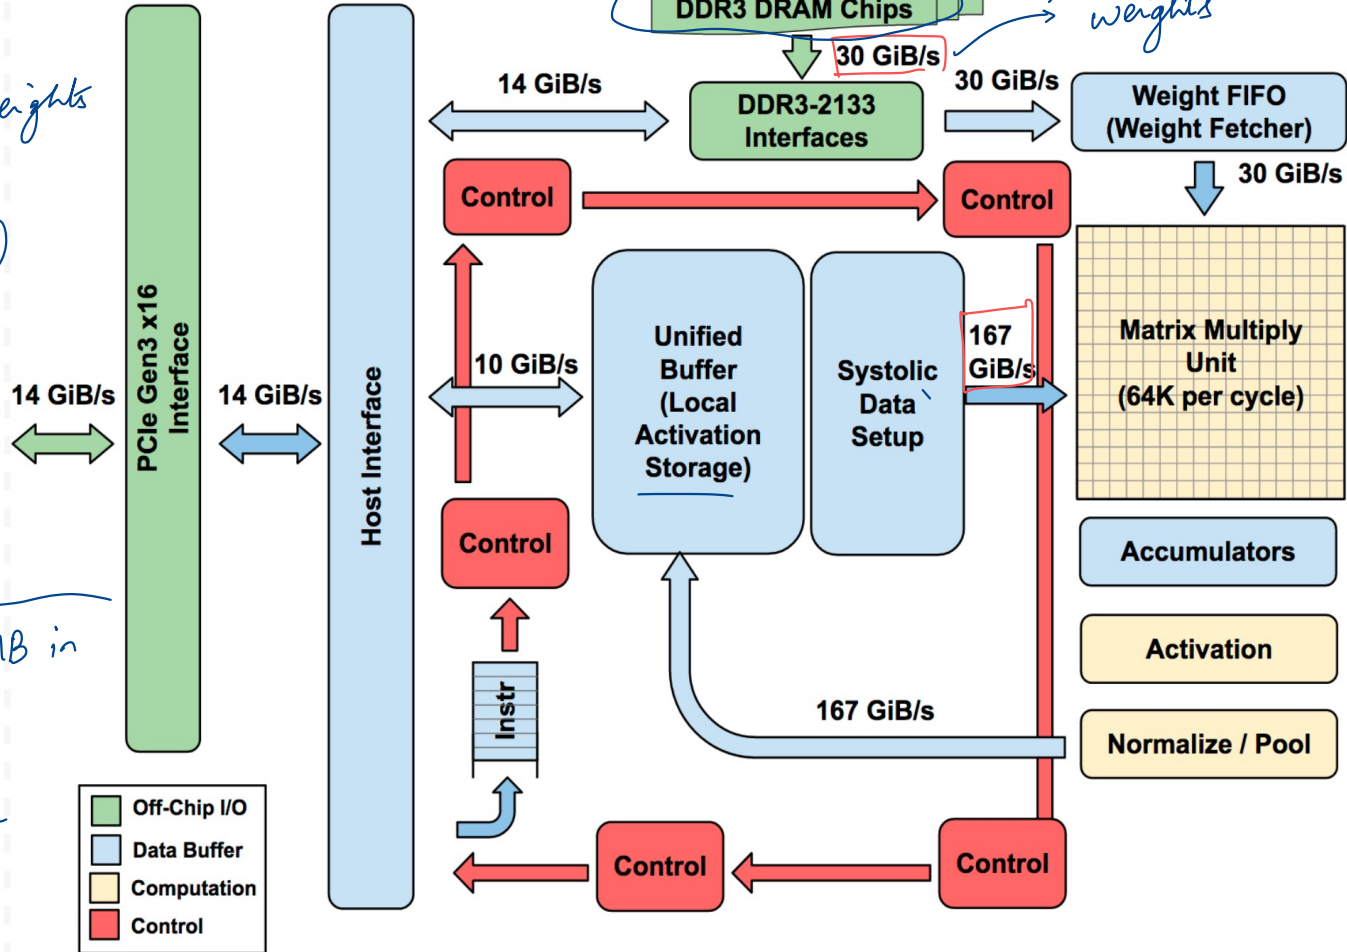 DDR3 DRAM Chips
weights
30 GiB/s
14 GiB/s
30 GiB/s
DDR3-2133
Interfaces
Weight FIFO
(Weight Fetcher)
30 GiB/s
Control
Control
PCIe Gen3 x16
Interface
Host Interface
14 GiB/s
14 GiB/s
10 GiB/s
Unified
Buffer
(Local
Activation
Storage)
Systolic
Data
Setup
167
GiB/s
Matrix Multiply
Unit
(64K per cycle)
Control
Accumulators
in
Activation
Instr
167 GiB/s
Normalize / Pool
Off-Chip I/O
Data Buffer
Computation
Control
Control
Control